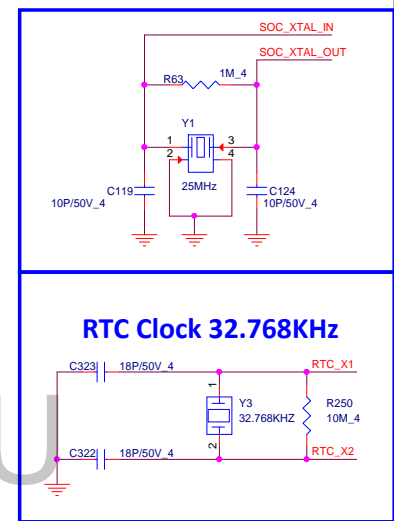 SOC_XTAL_IN
SOC_XTAL_OUT
R63 1M_4
Y1
1 3
2 4
C119 25MHz C124
10P/50V_4 10P/50V_4
RTC Clock 32.768KHz
C323 18P/50V_4 RTC_X1
1
Y3 R250
32.768KHZ 10M_4
2
C322 18P/50V_4 RTC_X2
U